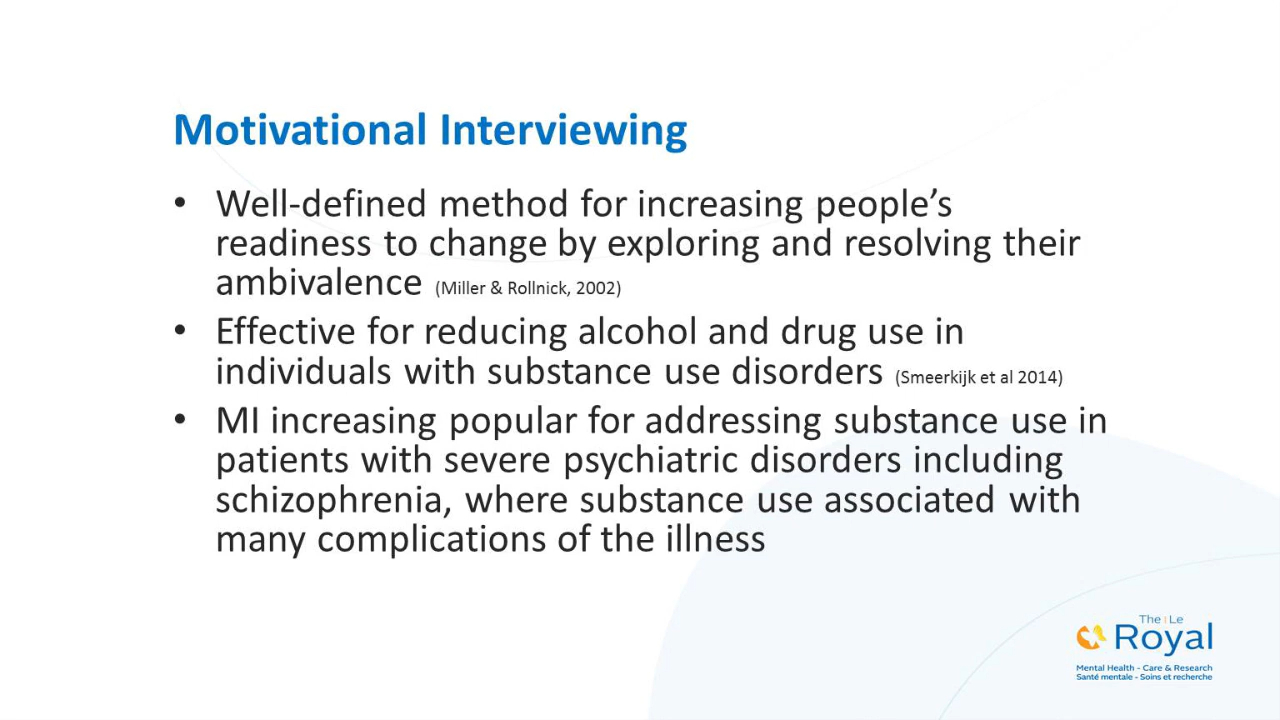 Motivational Interviewing
• Well-defined method for increasing people’s
readiness to change by exploring and resolving their
ambivalence (Miller & Rollnick, 2002)
• Effective for reducing alcohol and drug use in
individuals with substance use disorders (Smeerkijk et al 2014)
• MI increasing popular for addressing substance use in
patients with severe psychiatric disorders including
schizophrenia, where substance use associated with
many complications of the illness
The | Le
Royal
Mental Health - Care & Research
Santé mentale - Soins et recherche